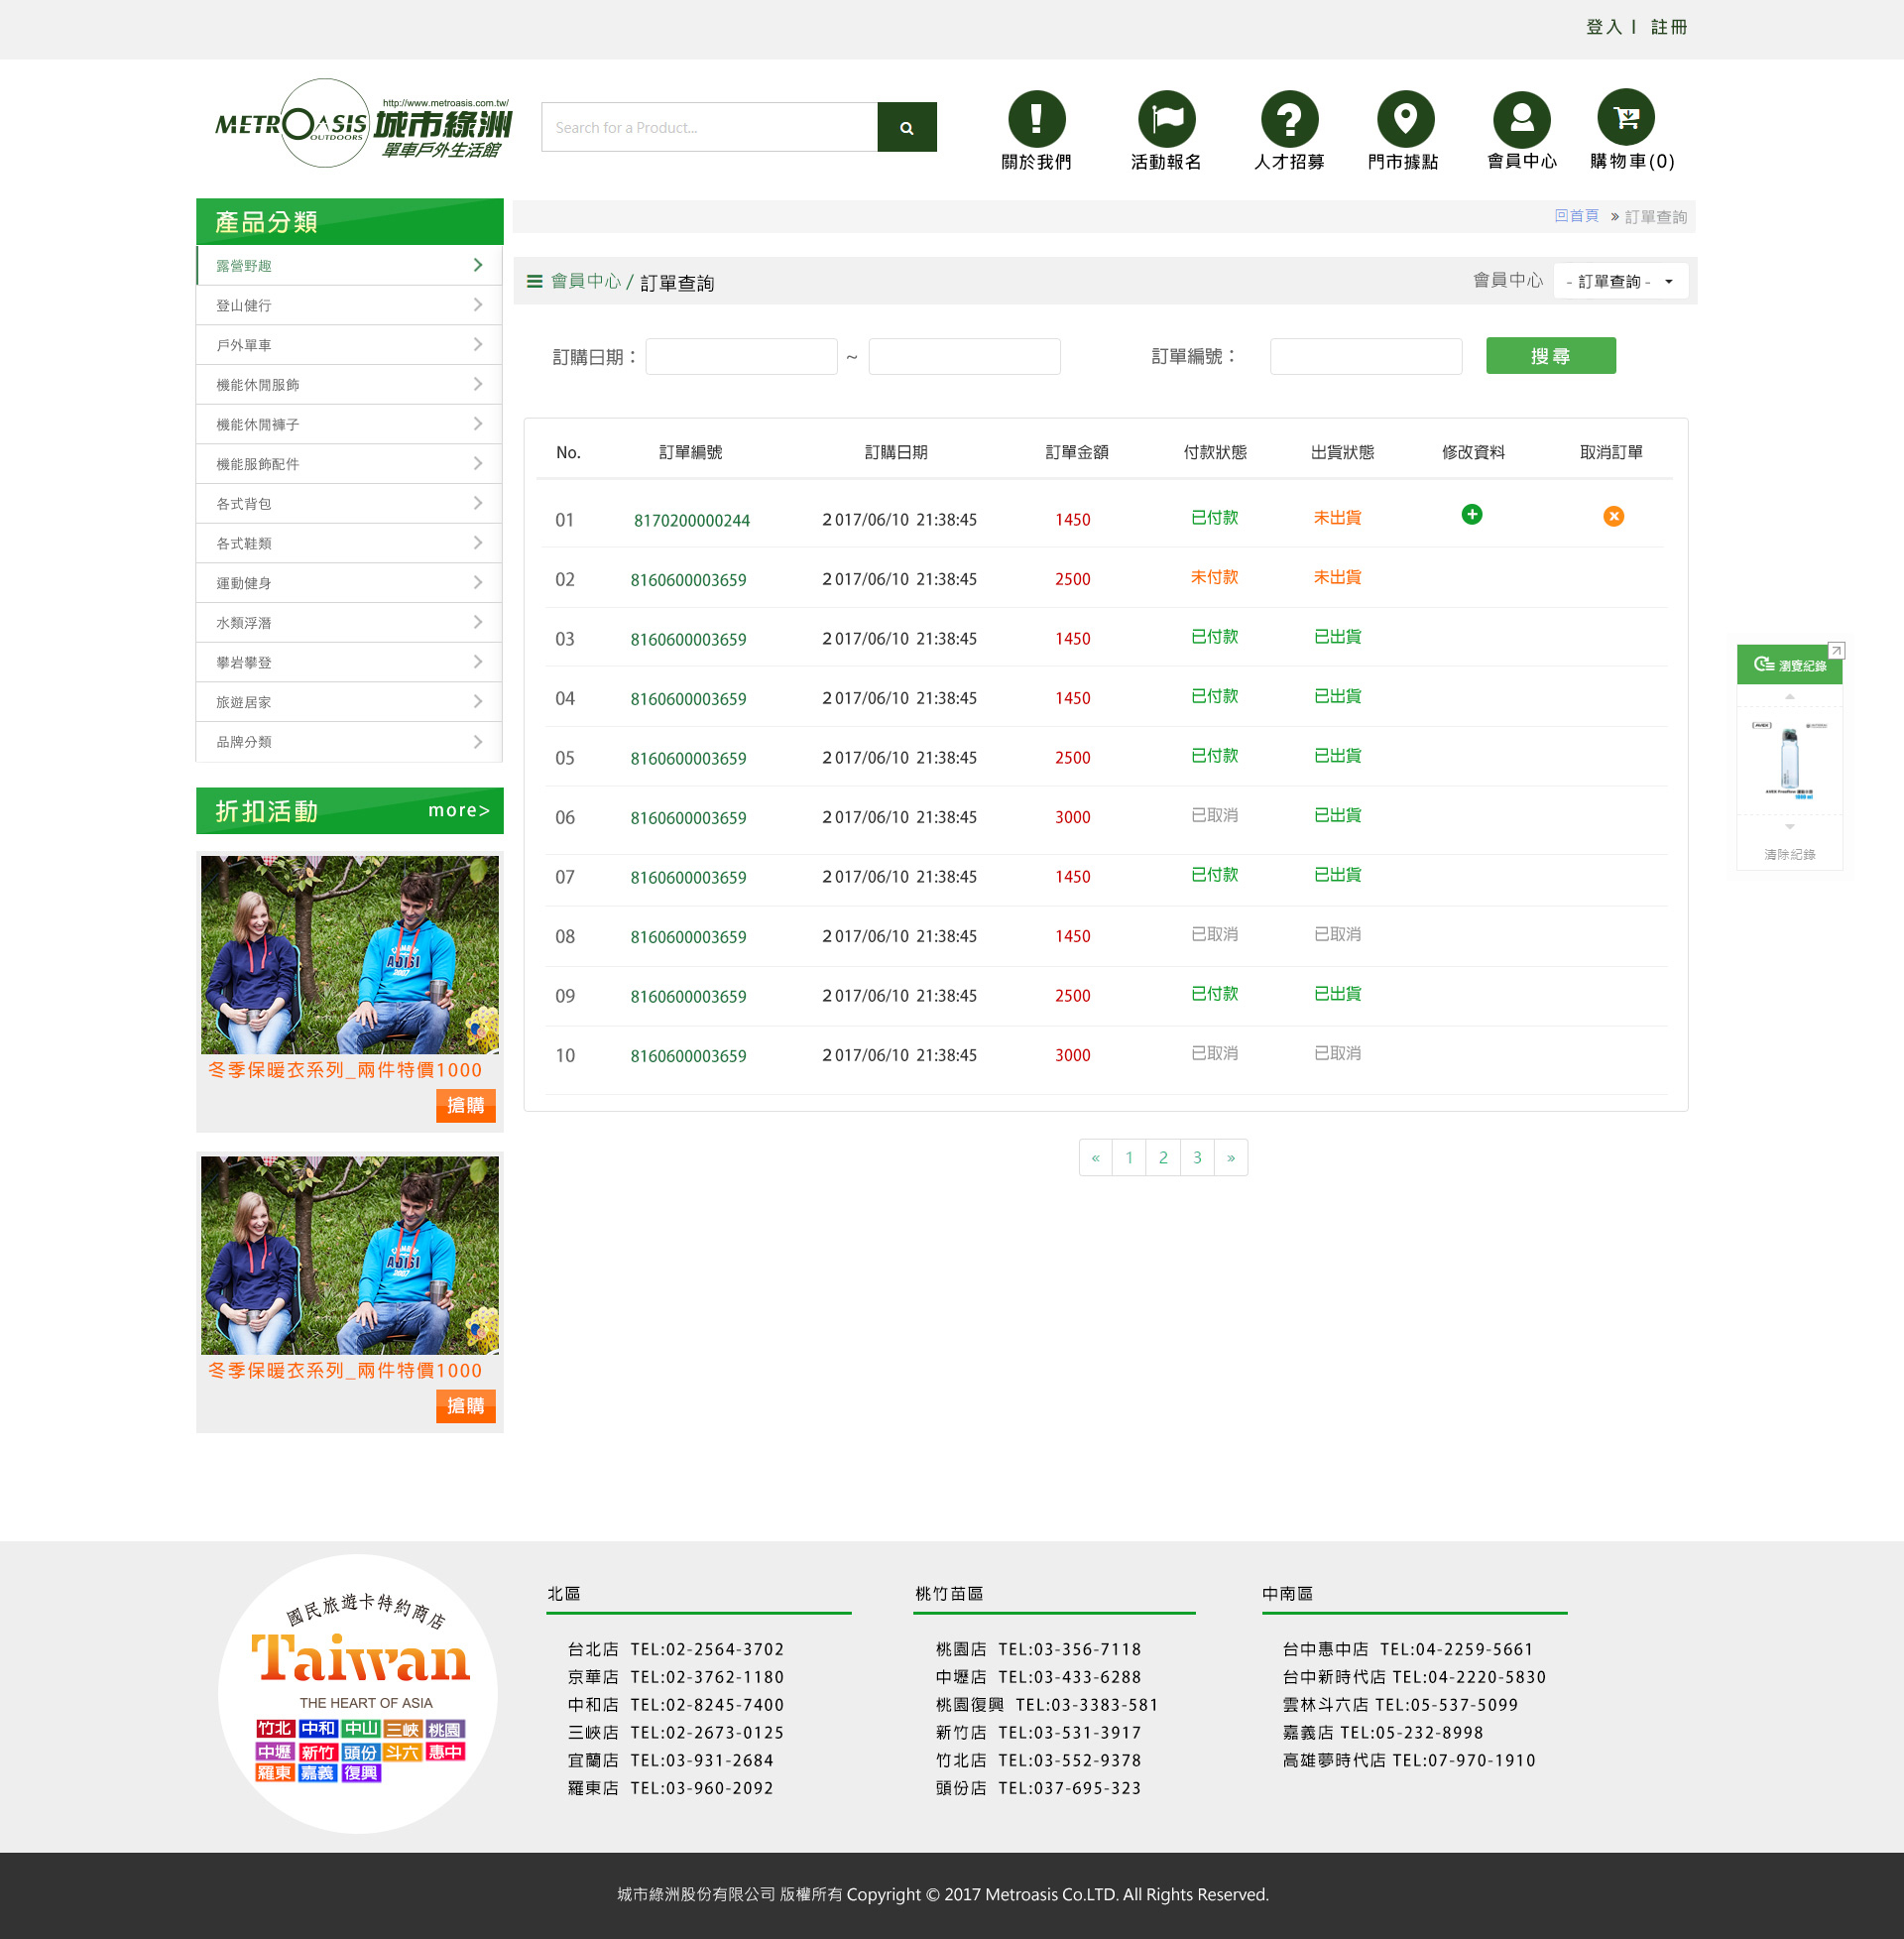 登入 | 註冊
http://www.metroasis.com.tw/
METROASIS 城市綠洲
OUTDOORS
單車戶外生活館
Search for a Product...
關於我們 活動報名 人才招募 門市據點 會員中心 購物車(0)
產品分類
回首頁 » 訂單查詢
露營野趣
登山健行
戶外單車
機能休閒服飾
機能休閒褲子
機能服飾配件
各式背包
各式鞋類
運動健身
水類浮潛
攀岩攀登
旅遊居家
品牌分類
會員中心 / 訂單查詢
會員中心 - 訂單查詢 -
訂購日期： ~ 訂單編號： 搜尋
No. 訂單編號 訂購日期 訂單金額 付款狀態 出貨狀態 修改資料 取消訂單
01 8170200000244 2017/06/10 21:38:45 1450 已付款 未出貨
02 8160600003659 2017/06/10 21:38:45 2500 未付款 未出貨
03 8160600003659 2017/06/10 21:38:45 1450 已付款 已出貨
04 8160600003659 2017/06/10 21:38:45 1450 已付款 已出貨
05 8160600003659 2017/06/10 21:38:45 2500 已付款 已出貨
06 8160600003659 2017/06/10 21:38:45 3000 已取消 已出貨
07 8160600003659 2017/06/10 21:38:45 1450 已付款 已出貨
08 8160600003659 2017/06/10 21:38:45 1450 已取消 已取消
09 8160600003659 2017/06/10 21:38:45 2500 已付款 已出貨
10 8160600003659 2017/06/10 21:38:45 3000 已取消 已取消
« 1 2 3 »
瀏覽紀錄
AVEX
1000 ml
清除紀錄
折扣活動 more>
ADISI
2007
冬季保暖衣系列_兩件特價1000
搶購
ADISI
2007
冬季保暖衣系列_兩件特價1000
搶購
國民旅遊卡特約商店
Taiwan
THE HEART OF ASIA
竹北 中和 中山 三峽 桃園
中壢 新竹 頭份 斗六 惠中
羅東 嘉義 復興
北區
台北店 TEL:02-2564-3702
京華店 TEL:02-3762-1180
中和店 TEL:02-8245-7400
三峽店 TEL:02-2673-0125
宜蘭店 TEL:03-931-2684
羅東店 TEL:03-960-2092
桃竹苗區
桃園店 TEL:03-356-7118
中壢店 TEL:03-433-6288
桃園復興 TEL:03-3383-581
新竹店 TEL:03-531-3917
竹北店 TEL:03-552-9378
頭份店 TEL:037-695-323
中南區
台中惠中店 TEL:04-2259-5661
台中新時代店 TEL:04-2220-5830
雲林斗六店 TEL:05-537-5099
嘉義店 TEL:05-232-8998
高雄夢時代店 TEL:07-970-1910
城市綠洲股份有限公司 版權所有 Copyright © 2017 Metroasis Co.LTD. All Rights Reserved.